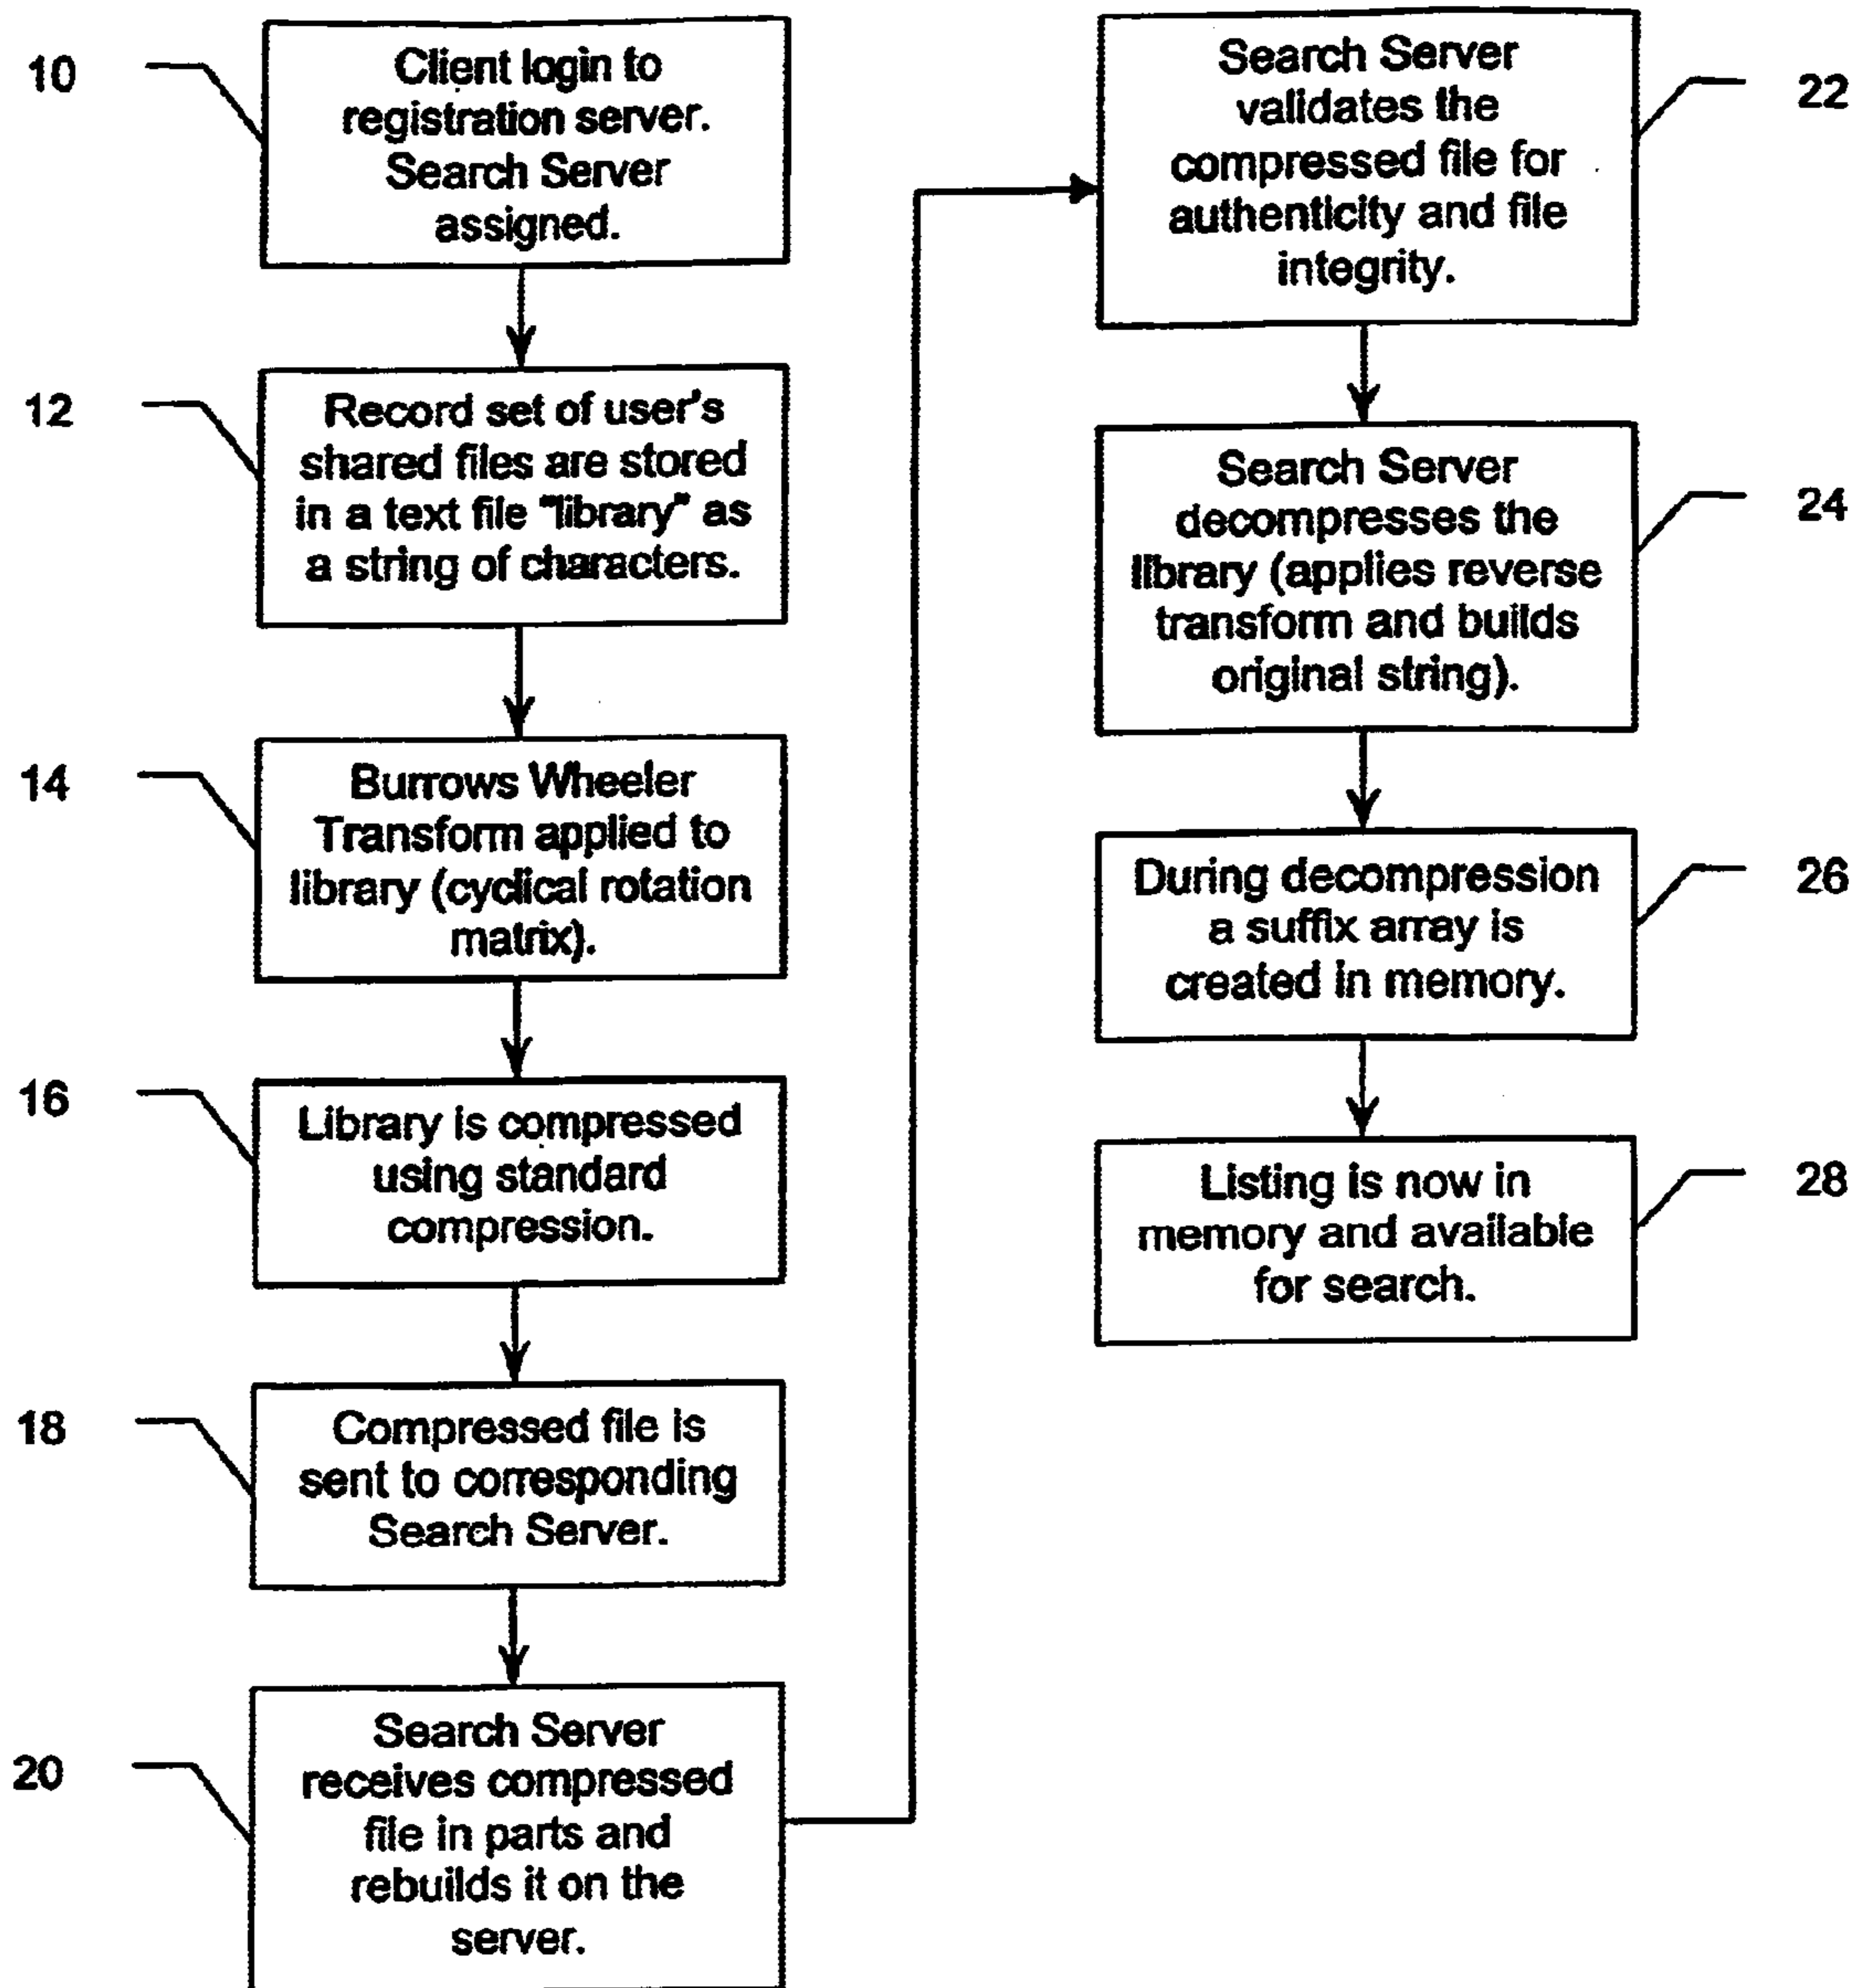 10
Client login to
registration server.
Search Server
assigned.
12
Record set of user's
shared files are stored
in a text file "library" as
a string of characters.
14
Burrows Wheeler
Transform applied to
library (cyclical rotation
matrix).
16
Library is compressed
using standard
compression.
18
Compressed file is
sent to corresponding
Search Server.
20
Search Server
receives compressed
file in parts and
rebuilds it on the
server.
Search Server
validates the
compressed file for
authenticity and file
integrity.
22
Search Server
decompresses the
library (applies reverse
transform and builds
original string).
24
During decompression
a suffix array is
created in memory.
26
Listing is now in
memory and available
for search.
28